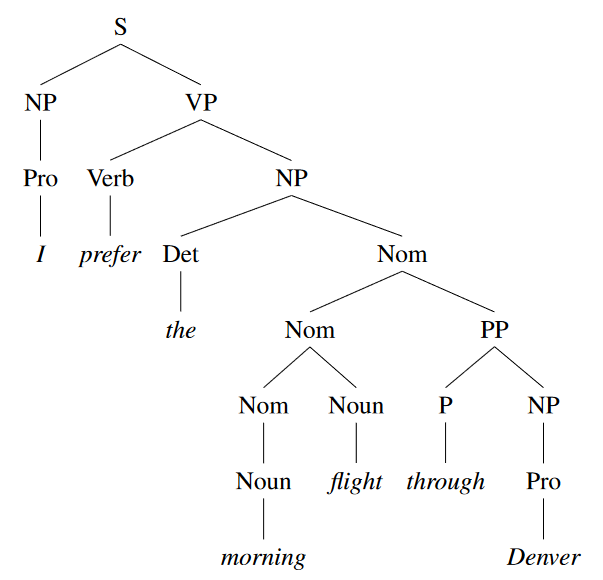 S
NP VP
Pro Verb NP
I prefer Det Nom
the Nom PP
Nom Noun P NP
Noun flight through Pro
morning Denver